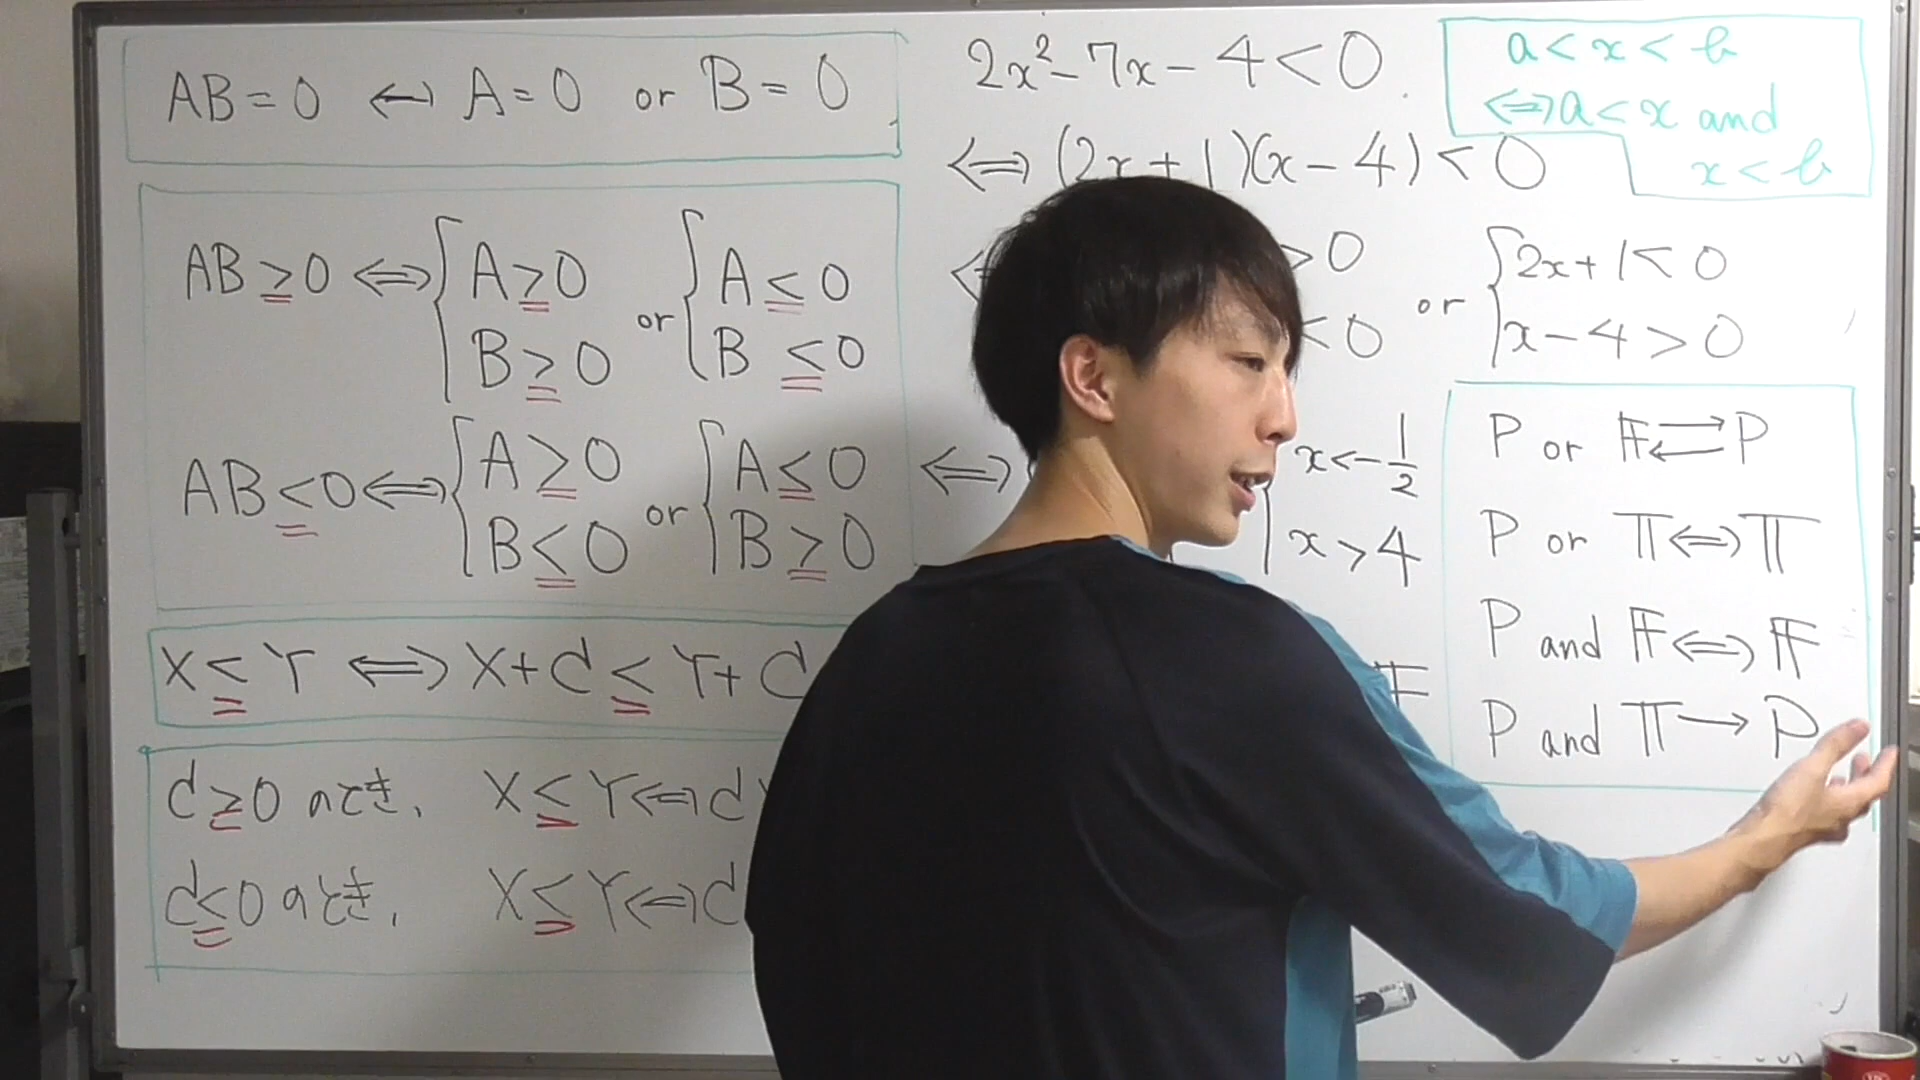 AB = 0 ⟷ A = 0 or B = 0
AB ≧ 0 ⟺ { A ≧ 0 or { A ≦ 0
B ≧ 0 B ≦ 0
AB ≦ 0 ⟺ { A ≧ 0 or { A ≦ 0
B ≦ 0 B ≧ 0
X ≦ Y ⟺ X + C ≦ Y + C
C ≧ 0 のとき, X ≦ Y ⟺ C
C ≦ 0 のとき, X ≦ Y ⟺ C
2x² - 7x - 4 < 0
⟺ (2x + 1)(x - 4) < 0
> 0 or { 2x + 1 < 0
< 0 x - 4 > 0
⟺ { x < -1/2
x > 4
F
a < x < b
⟺ a < x and
x < b
P or F ⇄ P
P or T ⟺ T
P and F ⟺ F
P and T → P